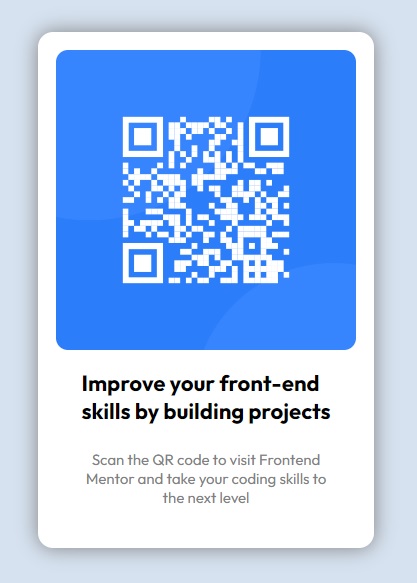 Improve your front-end
skills by building projects
Scan the QR code to visit Frontend
Mentor and take your coding skills to
the next level